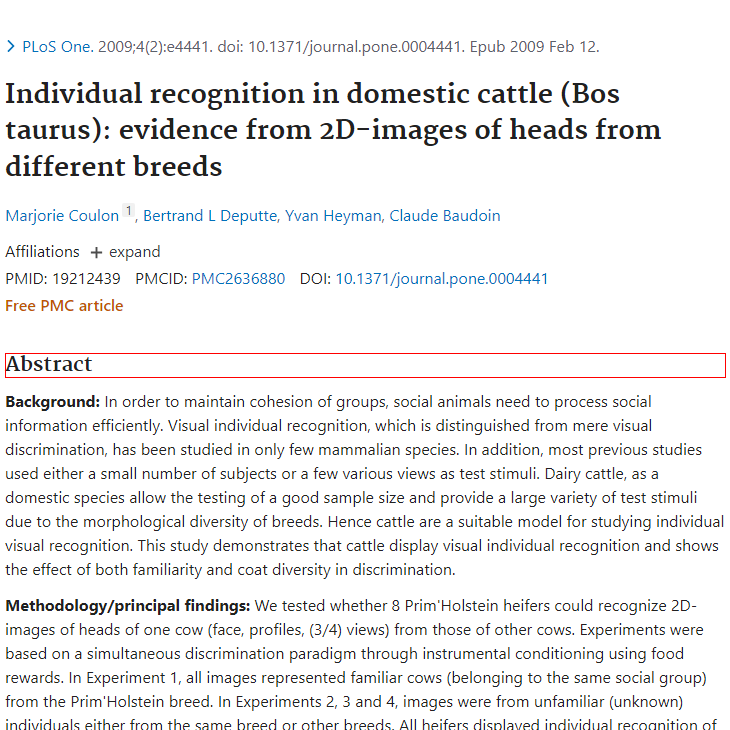 PLoS One. 2009;4(2):e4441. doi: 10.1371/journal.pone.0004441. Epub 2009 Feb 12.
Individual recognition in domestic cattle (Bos
taurus): evidence from 2D-images of heads from
different breeds
Marjorie Coulon 1, Bertrand L Deputte, Yvan Heyman, Claude Baudoin
Affiliations + expand
PMID: 19212439 PMCID: PMC2636880 DOI: 10.1371/journal.pone.0004441
Free PMC article
Abstract
Background: In order to maintain cohesion of groups, social animals need to process social
information efficiently. Visual individual recognition, which is distinguished from mere visual
discrimination, has been studied in only few mammalian species. In addition, most previous studies
used either a small number of subjects or a few various views as test stimuli. Dairy cattle, as a
domestic species allow the testing of a good sample size and provide a large variety of test stimuli
due to the morphological diversity of breeds. Hence cattle are a suitable model for studying individual
visual recognition. This study demonstrates that cattle display visual individual recognition and shows
the effect of both familiarity and coat diversity in discrimination.
Methodology/principal findings: We tested whether 8 Prim'Holstein heifers could recognize 2D-
images of heads of one cow (face, profiles, (3/4) views) from those of other cows. Experiments were
based on a simultaneous discrimination paradigm through instrumental conditioning using food
rewards. In Experiment 1, all images represented familiar cows (belonging to the same social group)
from the Prim'Holstein breed. In Experiments 2, 3 and 4, images were from unfamiliar (unknown)
individuals either from the same breed or other breeds. All heifers displayed individual recognition of